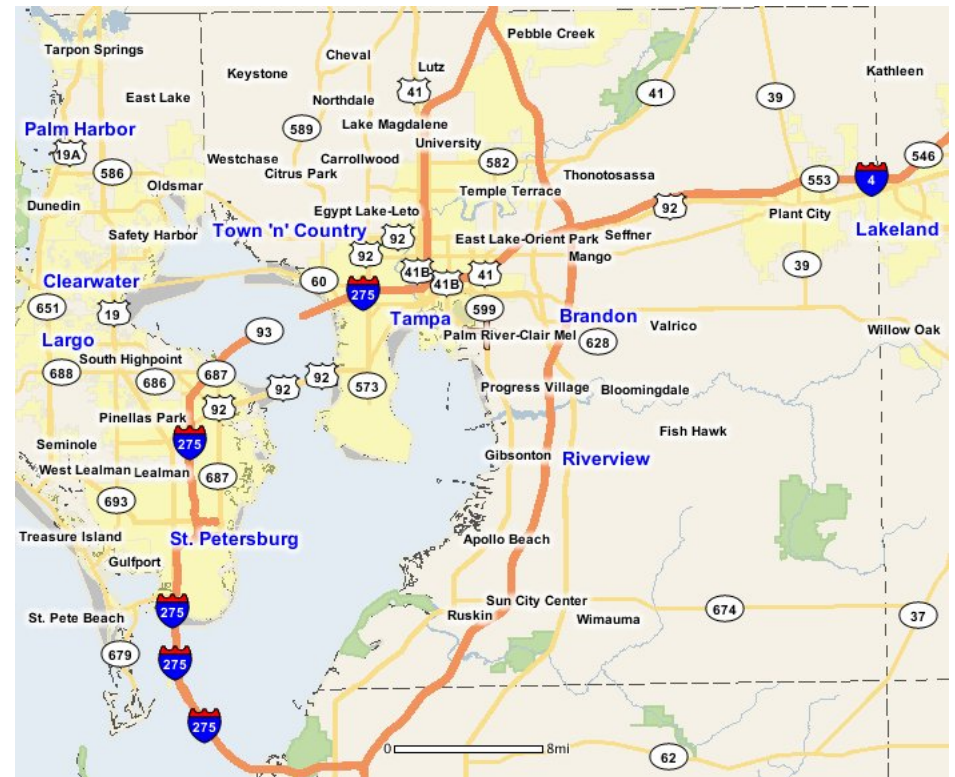 Pebble Creek
Tarpon Springs
Cheval
Keystone
Lutz
Kathleen
41
41
39
East Lake
Northdale
589
Lake Magdalene
Palm Harbor
19A
University
546
Westchase
Carrollwood
582
586
Citrus Park
Thonotosassa
553
4
Oldsmar
Temple Terrace
Dunedin
Egypt Lake-Leto
92
Plant City
Safety Harbor
Town 'n' Country
92
East Lake-Orient Park
Seffner
Lakeland
92
Mango
41B
41
39
Clearwater
60
275
41B
651
19
599
Tampa
Brandon
Valrico
93
Palm River-Clair Mel
628
Willow Oak
Largo
South Highpoint
688
686
687
92
92
573
Progress Village
Bloomingdale
92
Pinellas Park
Fish Hawk
Seminole
275
Gibsonton
Riverview
West Lealman
Lealman
687
693
Treasure Island
St. Petersburg
Apollo Beach
Gulfport
St. Pete Beach
275
Sun City Center
674
Ruskin
Wimauma
37
679
275
275
0
8mi
62